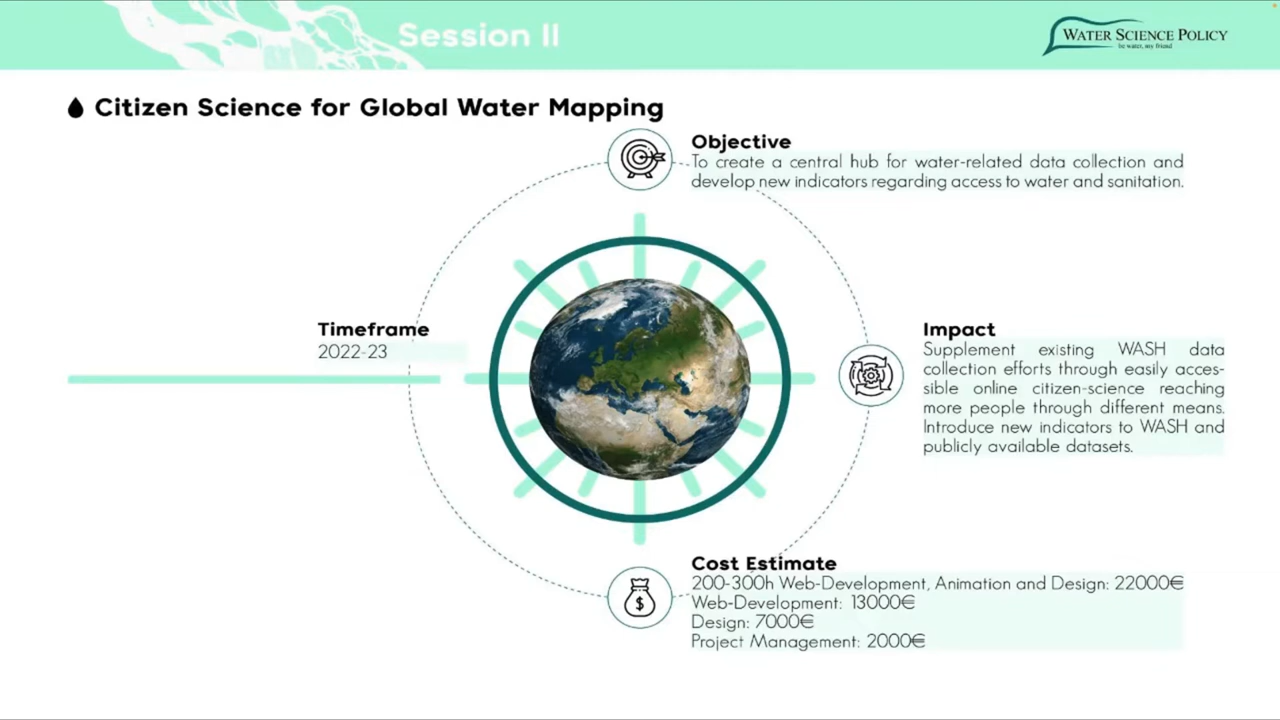 Session II
WATER SCIENCE POLICY
be water, my friend
Citizen Science for Global Water Mapping
Objective
To create a central hub for water-related data collection and
develop new indicators regarding access to water and sanitation.
Timeframe
2022-23
Impact
Supplement existing WASH data
collection efforts through easily acces-
sible online citizen-science reaching
more people through different means.
Introduce new indicators to WASH and
publicly available datasets.
Cost Estimate
200-300h Web-Development, Animation and Design: 22000€
Web-Development: 13000€
Design: 7000€
Project Management: 2000€
$